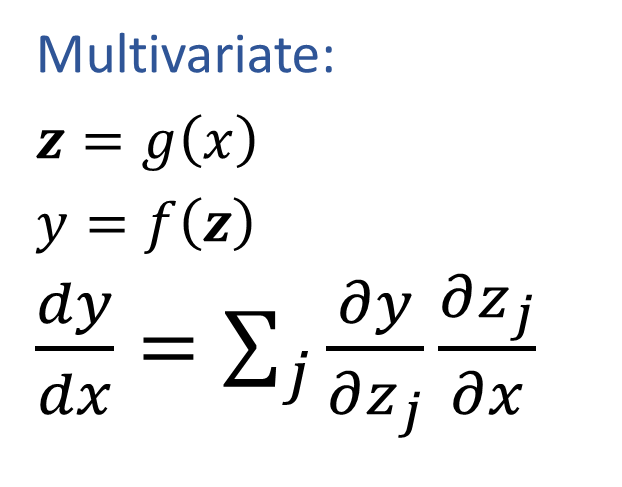 Multivariate:
𝒛 = 𝑔(𝑥)
𝑦 = 𝑓(𝒛)
𝑑𝑦/𝑑𝑥 = ∑_𝑗 ∂𝑦/∂𝑧_𝑗 ∂𝑧_𝑗/∂𝑥